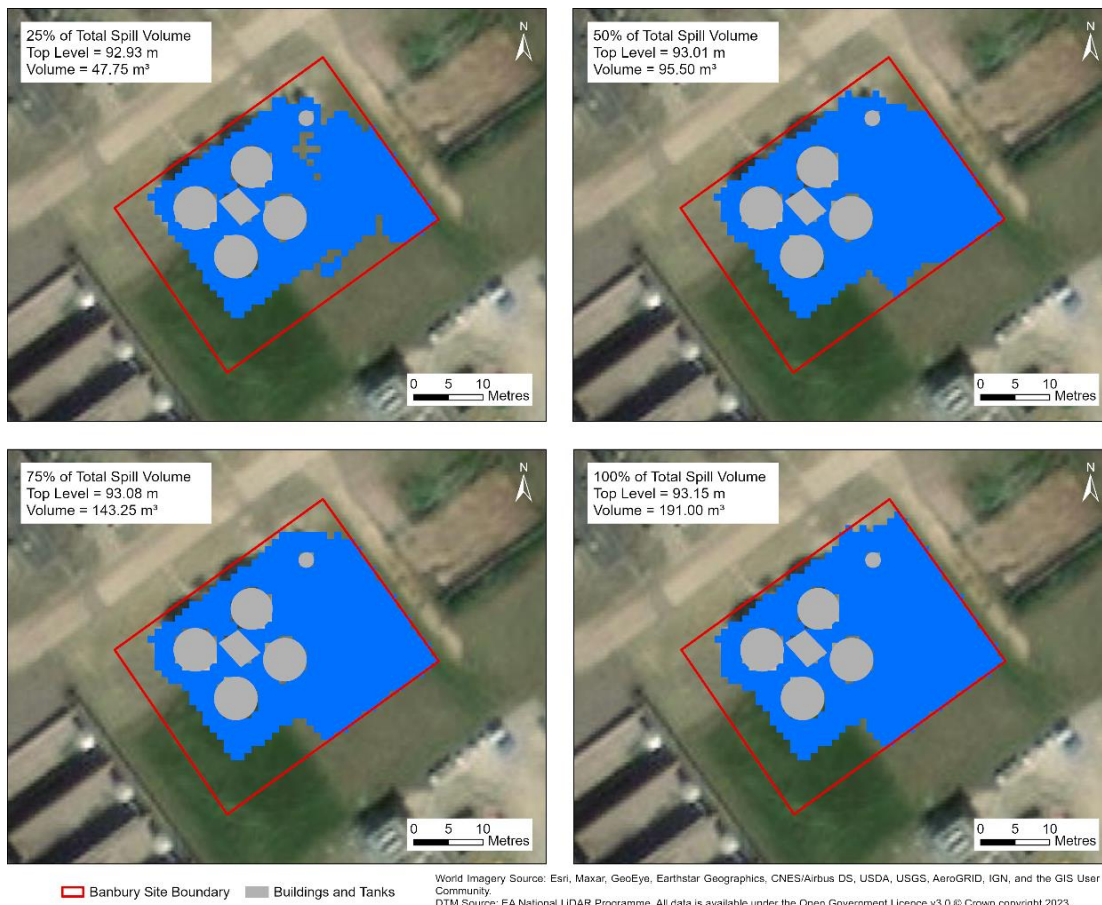 25% of Total Spill Volume
Top Level = 92.93 m
Volume = 47.75 m³
N
0 5 10
Metres
50% of Total Spill Volume
Top Level = 93.01 m
Volume = 95.50 m³
N
0 5 10
Metres
75% of Total Spill Volume
Top Level = 93.08 m
Volume = 143.25 m³
N
0 5 10
Metres
100% of Total Spill Volume
Top Level = 93.15 m
Volume = 191.00 m³
N
0 5 10
Metres
Banbury Site Boundary
Buildings and Tanks
World Imagery Source: Esri, Maxar, GeoEye, Earthstar Geographics, CNES/Airbus DS, USDA, USGS, AeroGRID, IGN, and the GIS User
Community.
DTM Source: EA National LiDAR Programme. All data is available under the Open Government Licence v3.0 © Crown copyright 2023